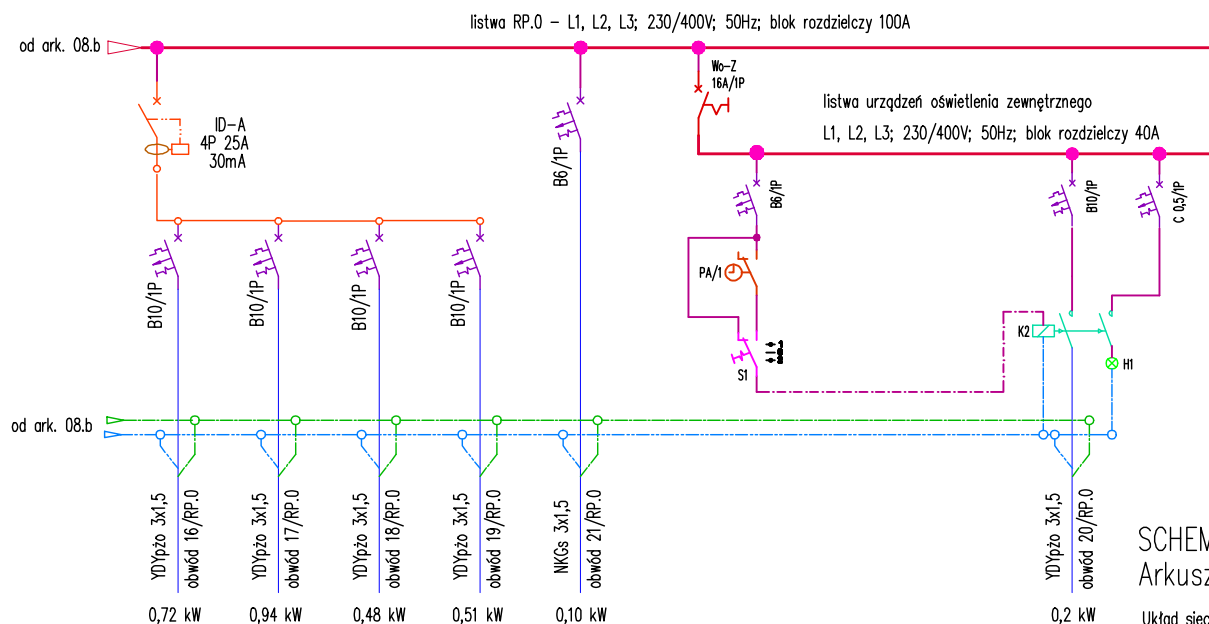 listwa RP.0 – L1, L2, L3; 230/400V; 50Hz; blok rozdzielczy 100A
od ark. 08.b
Wo-Z
16A/1P
listwa urządzeń oświetlenia zewnętrznego
L1, L2, L3; 230/400V; 50Hz; blok rozdzielczy 40A
ID-A
4P 25A
30mA
B6/1P
B6/1P
B10/1P
C 0,5/1P
B10/1P
B10/1P
B10/1P
B10/1P
PA/1
K2
S1
H1
od ark. 08.b
YDYpżo 3x1,5
obwód 16/RP.0
YDYpżo 3x1,5
obwód 17/RP.0
YDYpżo 3x1,5
obwód 18/RP.0
YDYpżo 3x1,5
obwód 19/RP.0
NKGs 3x1,5
obwód 21/RP.0
YDYpżo 3x1,5
obwód 20/RP.0
SCHEM
Arkusz
0,72 kW
0,94 kW
0,48 kW
0,51 kW
0,10 kW
0,2 kW
Układ siec